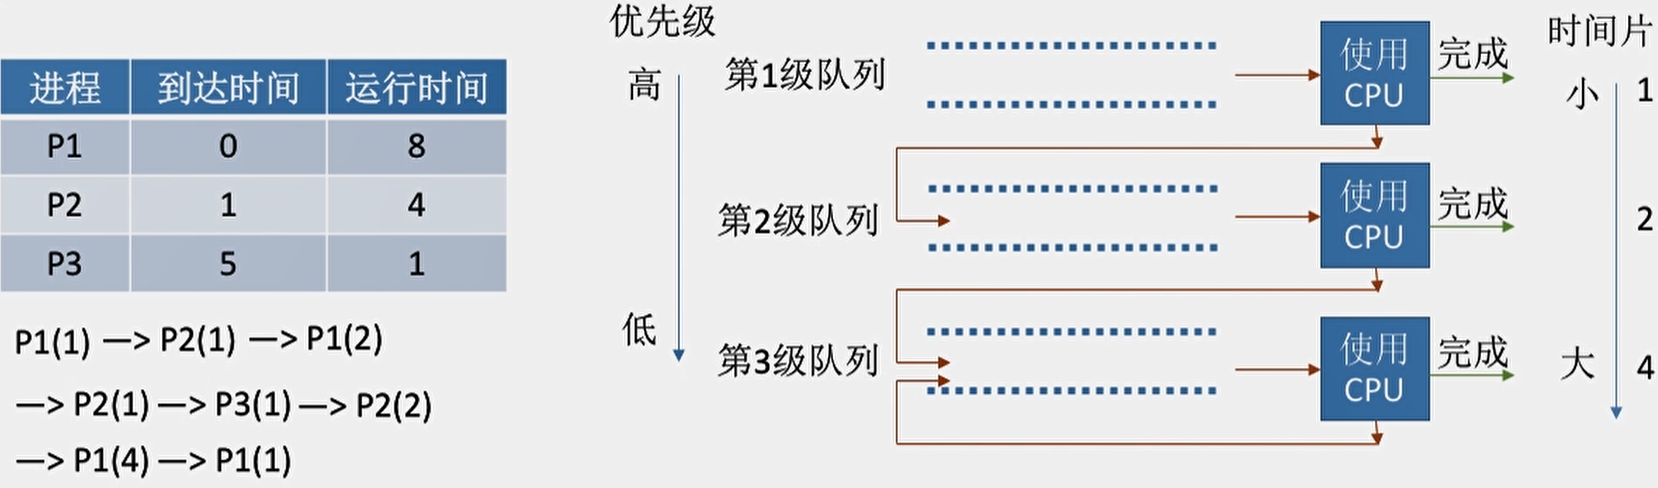 进程 到达时间 运行时间
P1 0 8
P2 1 4
P3 5 1
P1(1) —> P2(1) —> P1(2)
—> P2(1) —> P3(1) —> P2(2)
—> P1(4) —> P1(1)
优先级
高
低
第1级队列
使用
CPU
完成
第2级队列
使用
CPU
完成
第3级队列
使用
CPU
完成
时间片
小 1
2
大 4